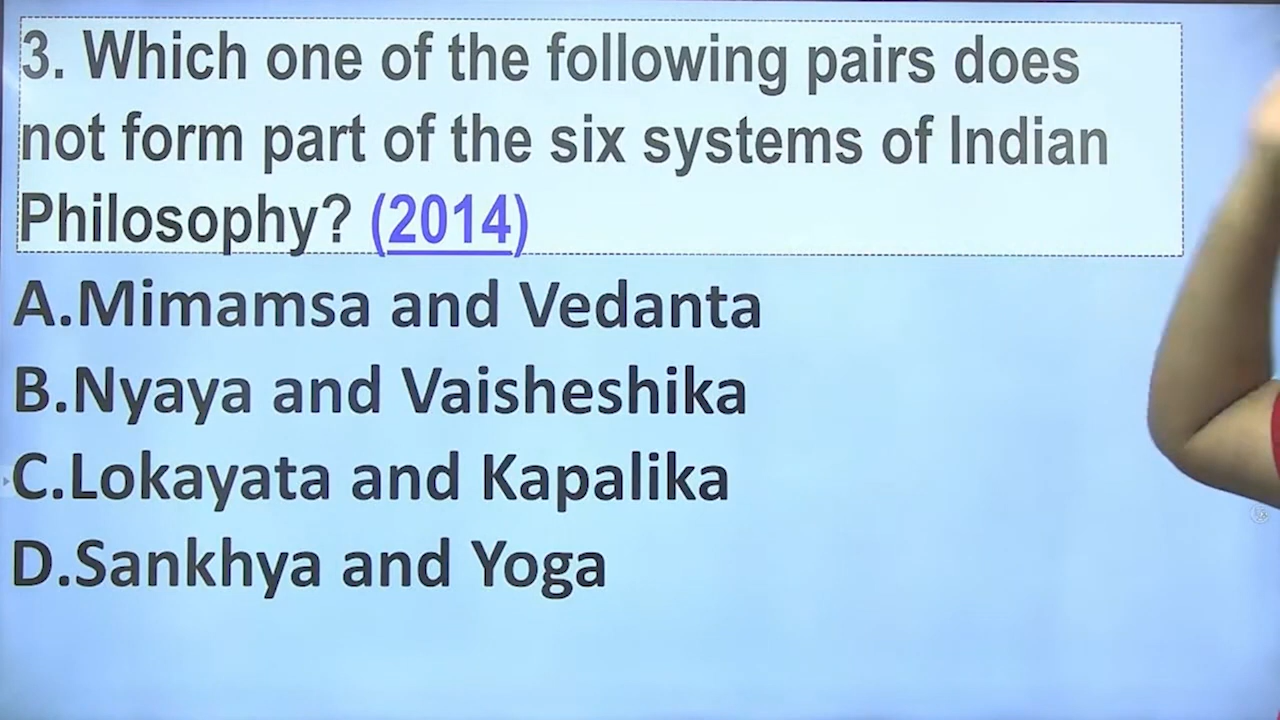 3. Which one of the following pairs does
not form part of the six systems of Indian
Philosophy? (2014)
A.Mimamsa and Vedanta
B.Nyaya and Vaisheshika
C.Lokayata and Kapalika
D.Sankhya and Yoga